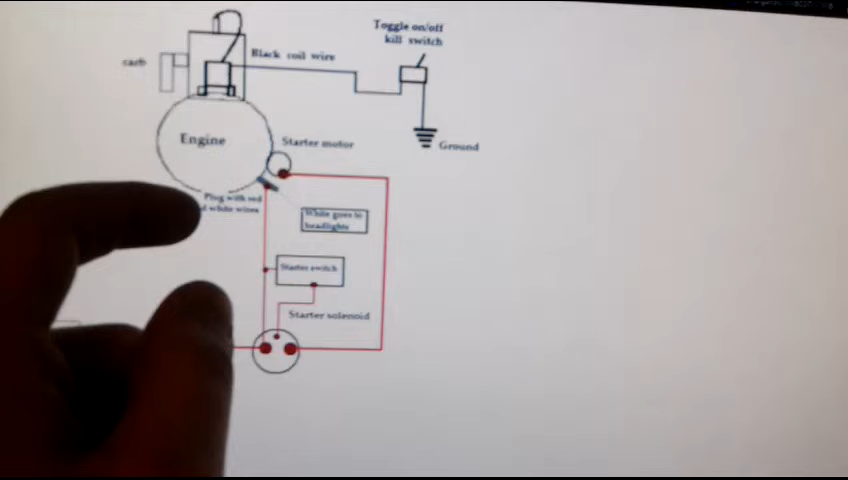 Toggle on/off
kill switch
Black coil wire
carb
Engine
Starter motor
Ground
Plug with red
white wires
White goes to
headlights
Starter switch
Starter solenoid